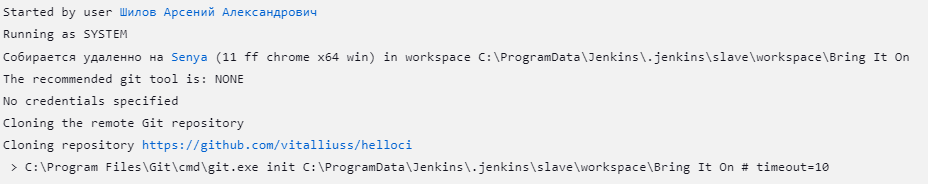 Started by user Шилов Арсений Александрович
Running as SYSTEM
Собирается удаленно на Senya (11 ff chrome x64 win) in workspace C:\ProgramData\Jenkins\.jenkins\slave\workspace\Bring It On
The recommended git tool is: NONE
No credentials specified
Cloning the remote Git repository
Cloning repository https://github.com/vitalliuss/helloci
 > C:\Program Files\Git\cmd\git.exe init C:\ProgramData\Jenkins\.jenkins\slave\workspace\Bring It On # timeout=10